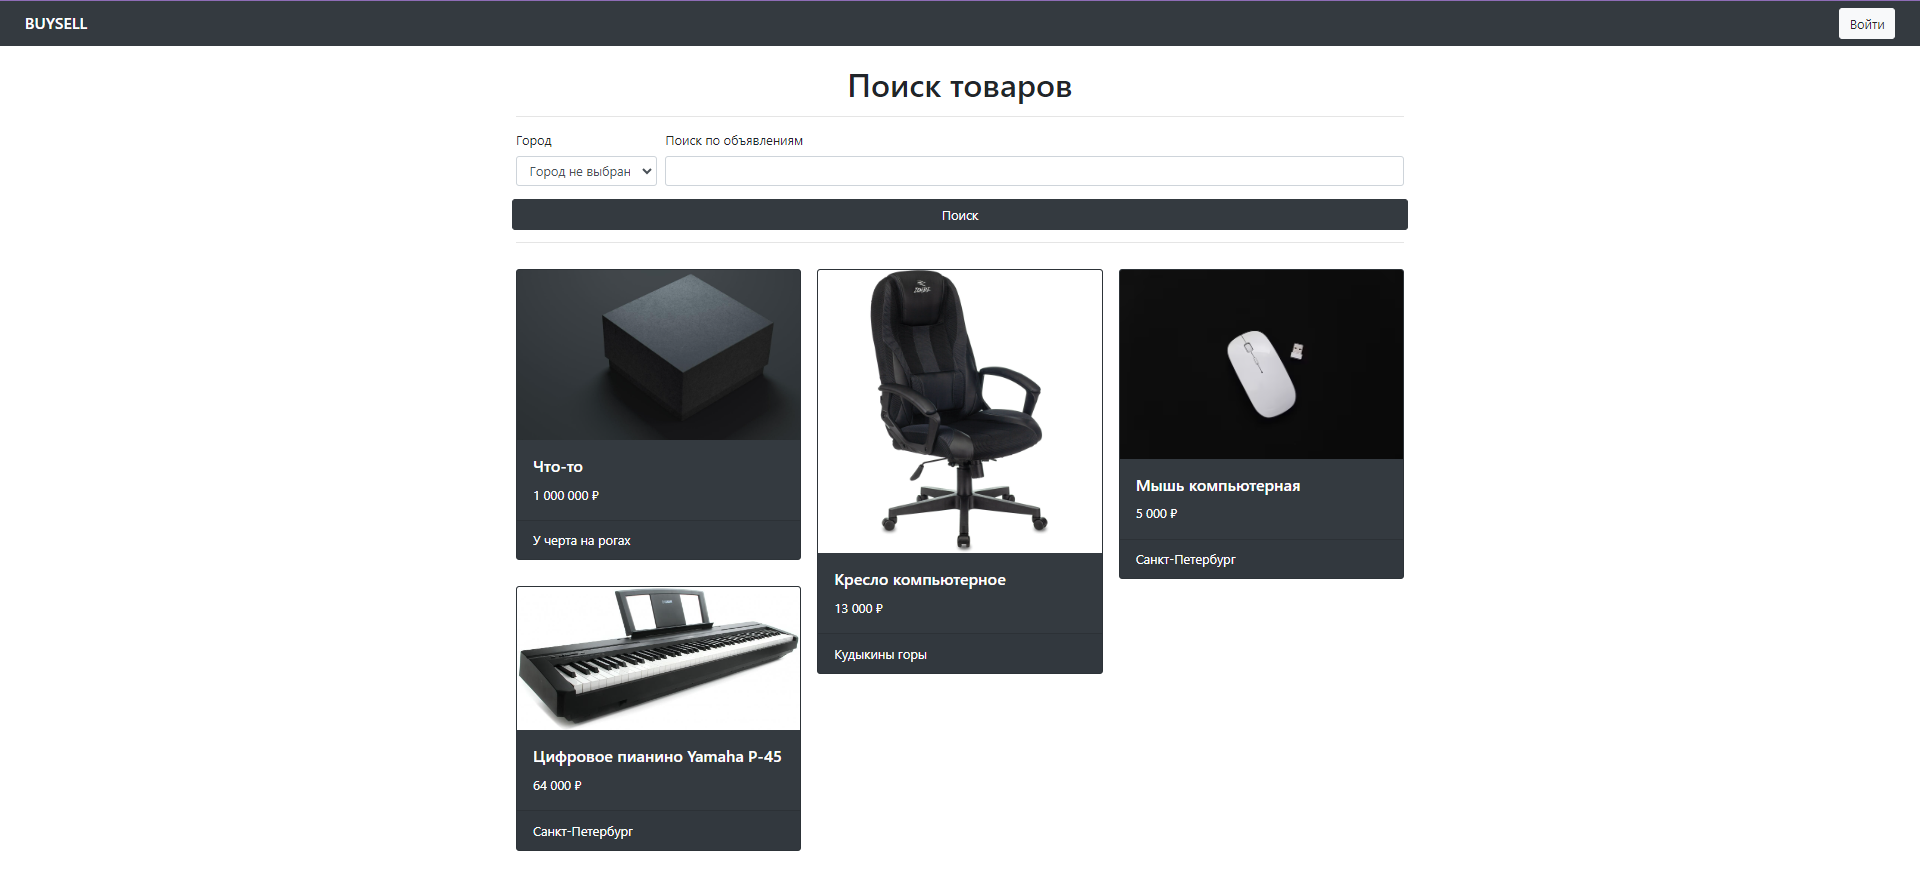 BUYSELL
Войти
Поиск товаров
Город
Поиск по объявлениям
Город не выбран
Поиск
Что-то
1 000 000 ₽
У черта на рогах
Кресло компьютерное
13 000 ₽
Кудыкины горы
Мышь компьютерная
5 000 ₽
Санкт-Петербург
Цифровое пианино Yamaha P-45
64 000 ₽
Санкт-Петербург